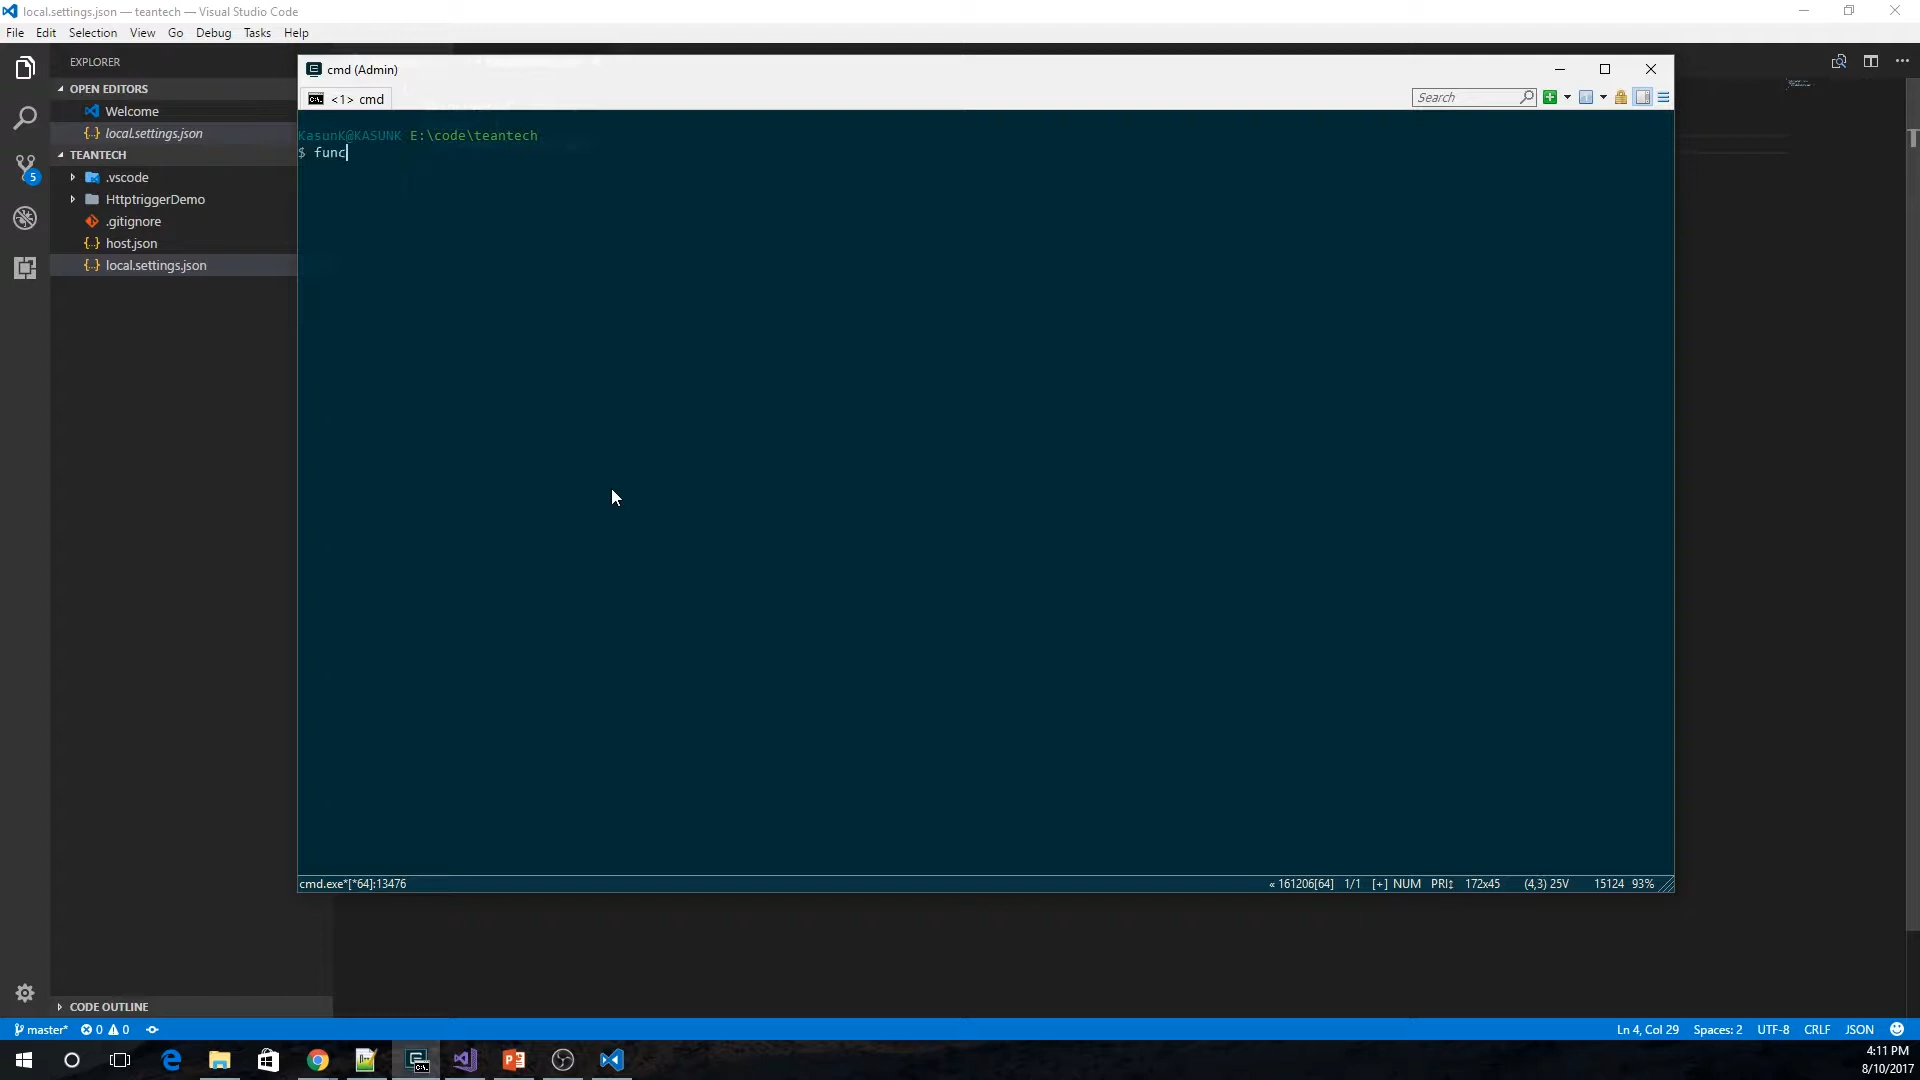 local.settings.json — teantech — Visual Studio Code
File Edit Selection View Go Debug Tasks Help
EXPLORER
OPEN EDITORS
Welcome
local.settings.json
TEANTECH
.vscode
HttptriggerDemo
.gitignore
host.json
local.settings.json
CODE OUTLINE
5
cmd (Admin)
<1> cmd
Search
KasunK@KASUNK E:\code\teantech
$ func
cmd.exe*[*64]:13476
« 161206[64] 1/1 [+] NUM PRI↕ 172x45 (4,3) 25V 15124 93%
master* 0 0
Ln 4, Col 29 Spaces: 2 UTF-8 CRLF JSON
4:11 PM
8/10/2017